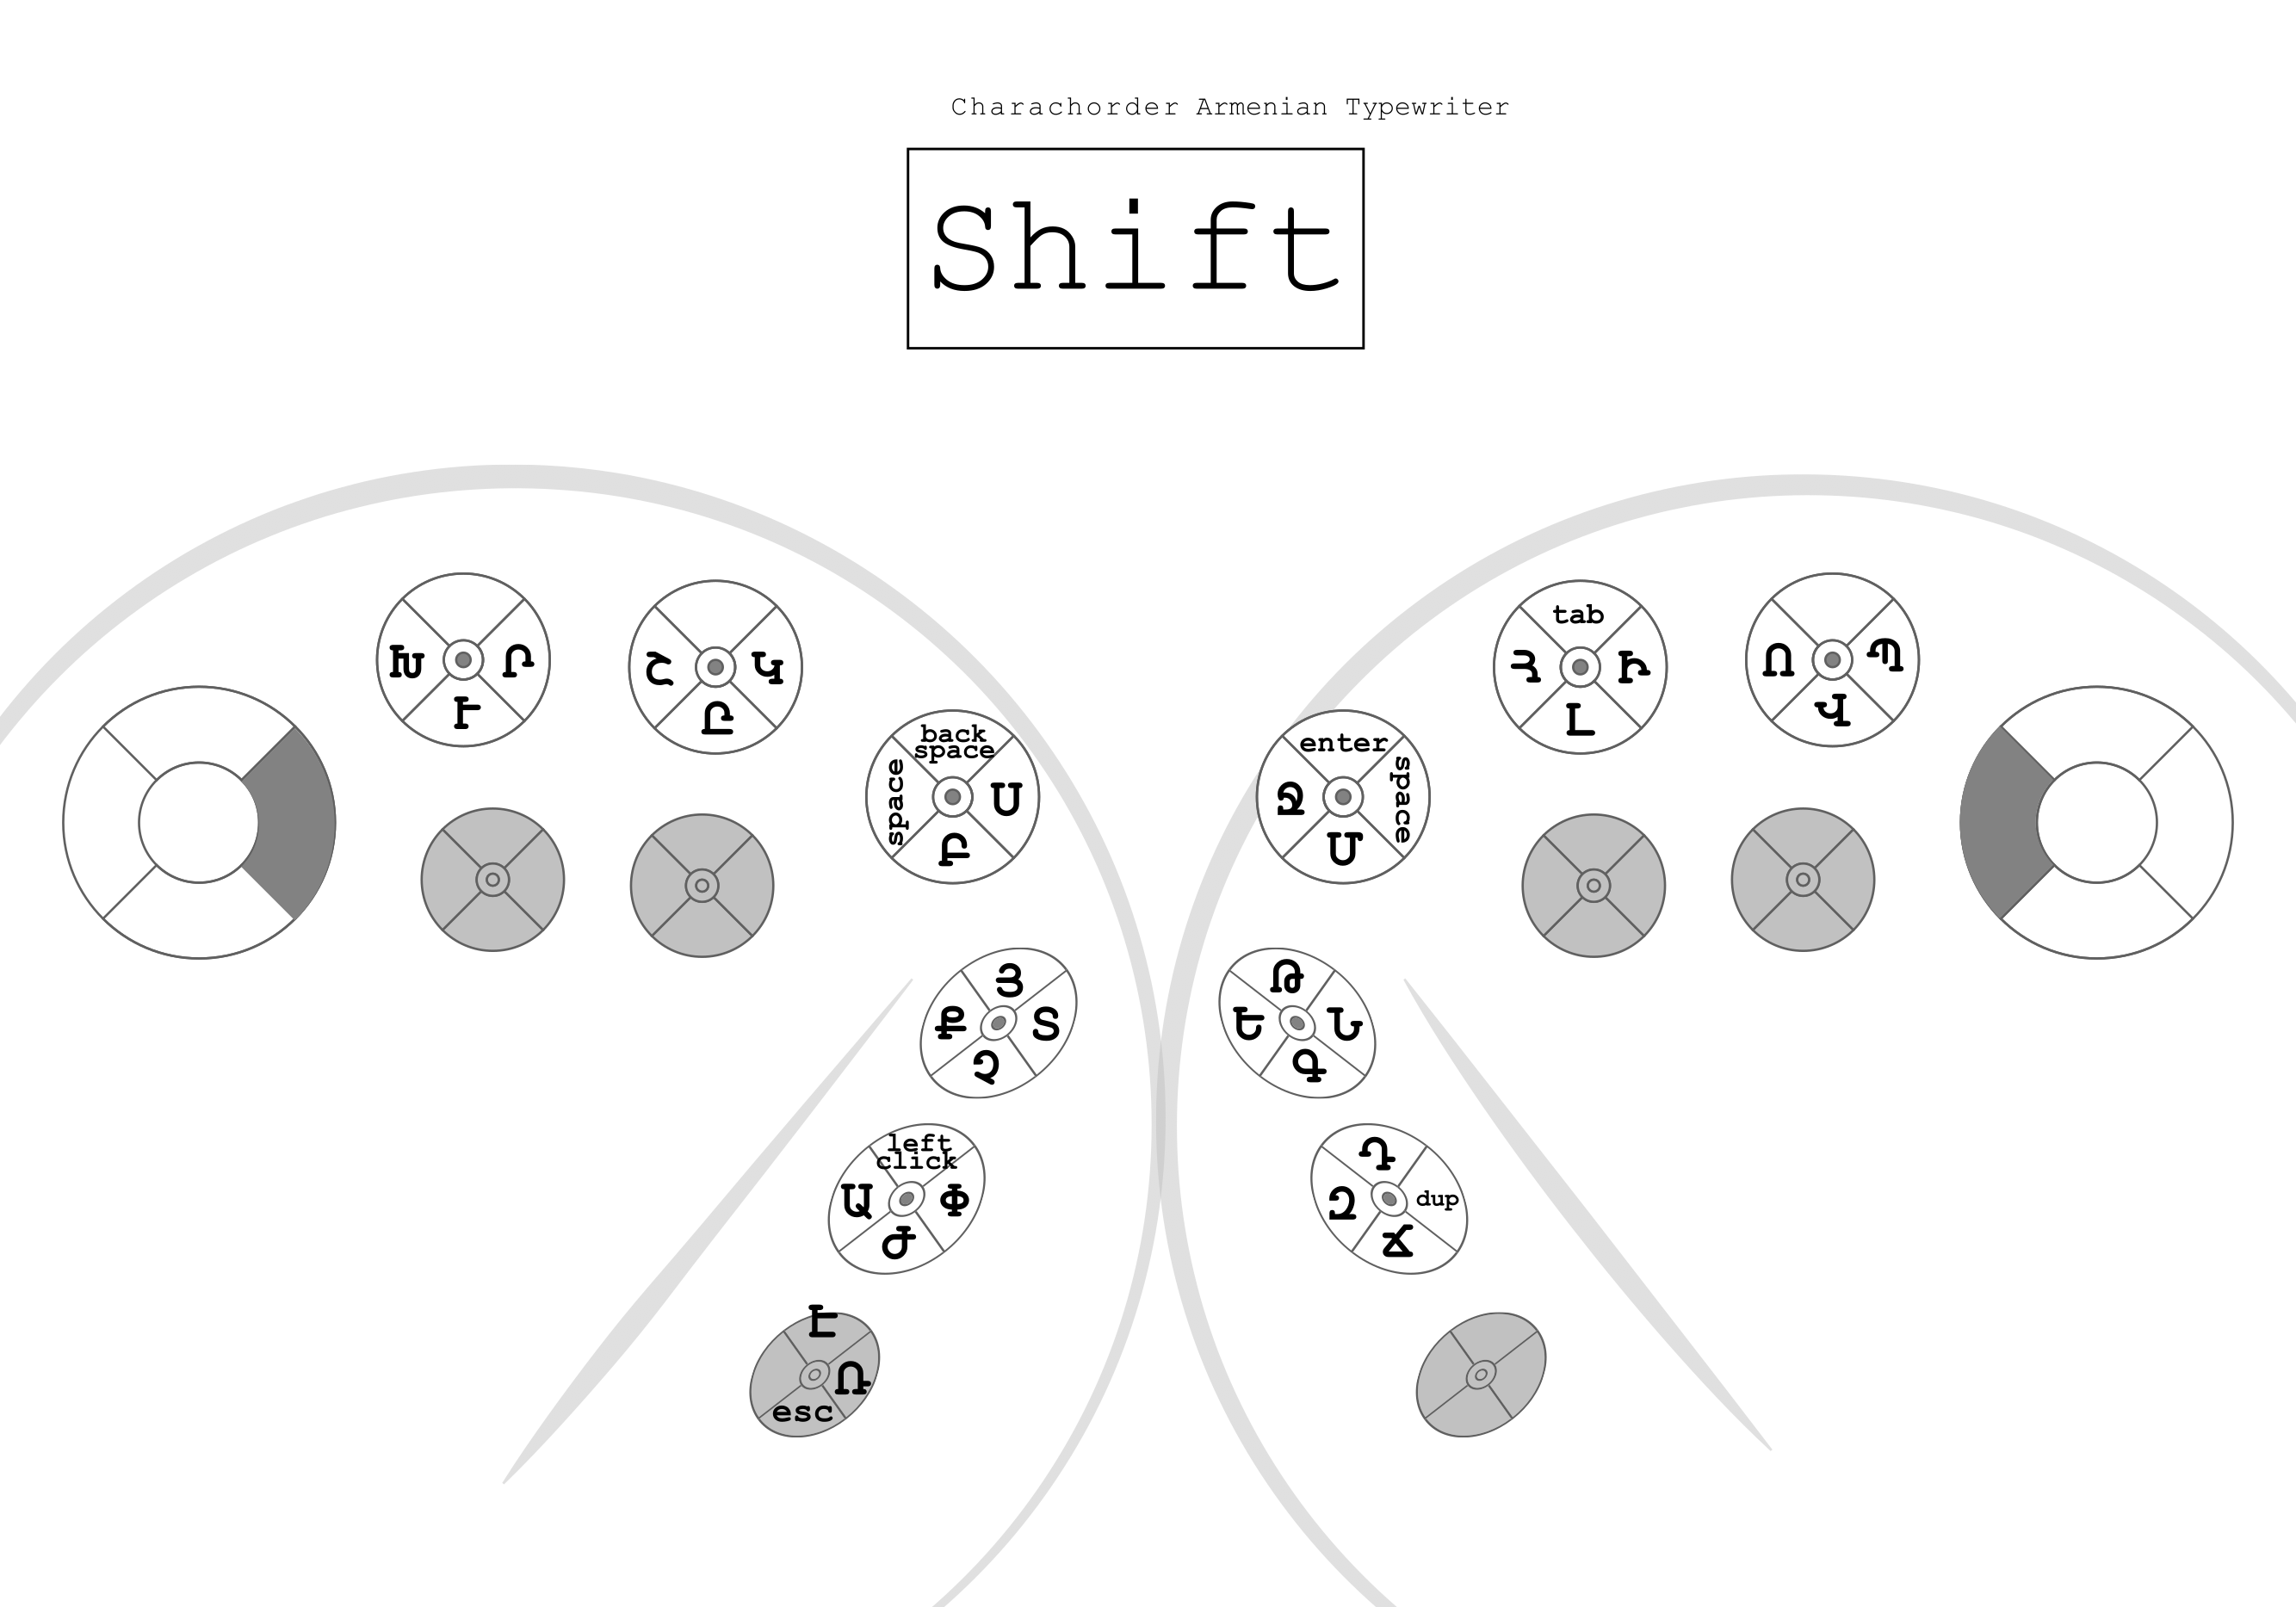 Charachorder Armenian Typewriter
Shift
Խ Ր
Ւ
Շ Կ
Ը
back
space
space Ս
Բ
enter
Ջ space
Մ
tab
Հ Ի
Լ
Ո Պ
Վ
Յ
Ք Տ
Չ
Թ
Ե Ն
Գ
left
click
Ա Փ
Ժ
Դ
Զ dup
Ճ
Է
Ռ
esc